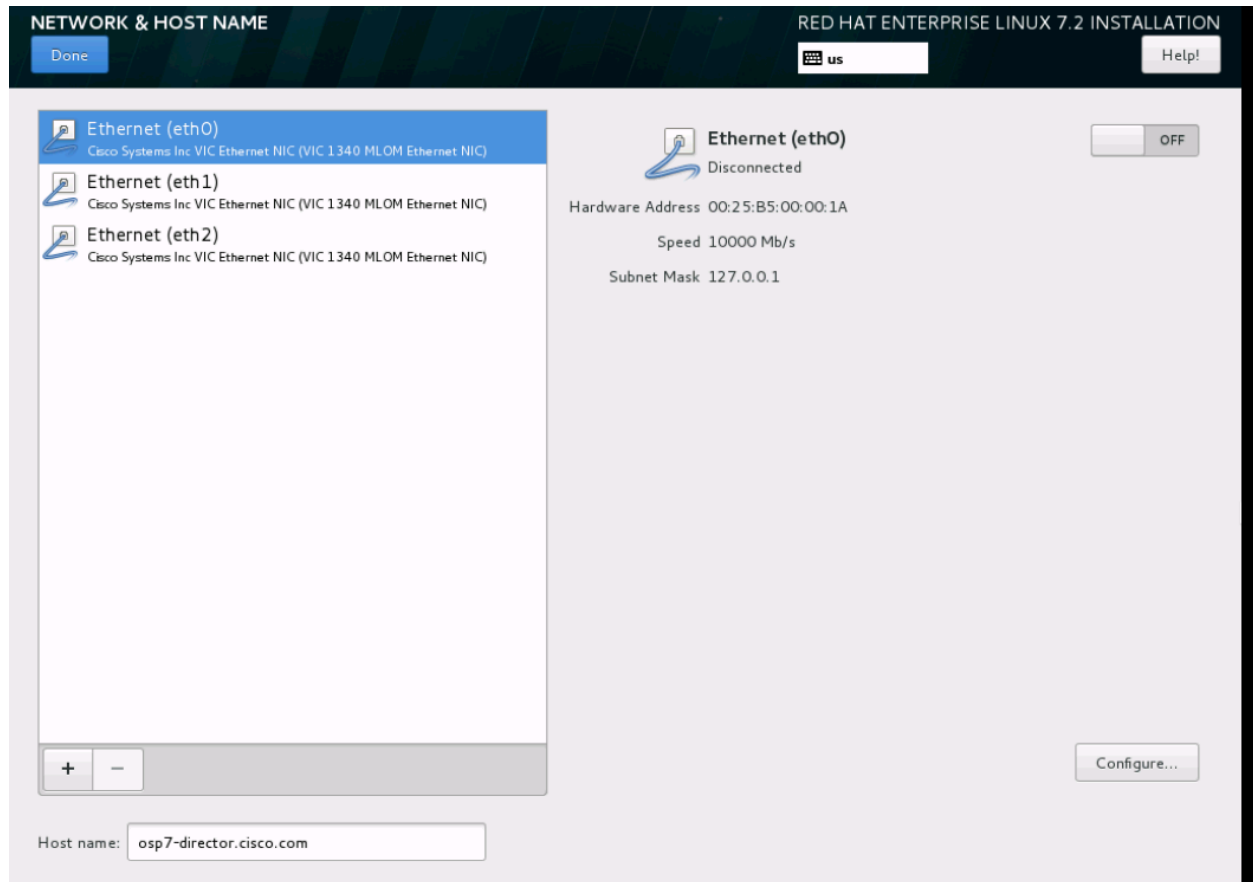 NETWORK & HOST NAME
RED HAT ENTERPRISE LINUX 7.2 INSTALLATION
Done
us
Help!
Ethernet (eth0)
Cisco Systems Inc VIC Ethernet NIC (VIC 1340 MLOM Ethernet NIC)
Ethernet (eth1)
Cisco Systems Inc VIC Ethernet NIC (VIC 1340 MLOM Ethernet NIC)
Ethernet (eth2)
Cisco Systems Inc VIC Ethernet NIC (VIC 1340 MLOM Ethernet NIC)
Ethernet (eth0)
Disconnected
OFF
Hardware Address 00:25:B5:00:00:1A
Speed 10000 Mb/s
Subnet Mask 127.0.0.1
+ −
Configure...
Host name: osp7-director.cisco.com